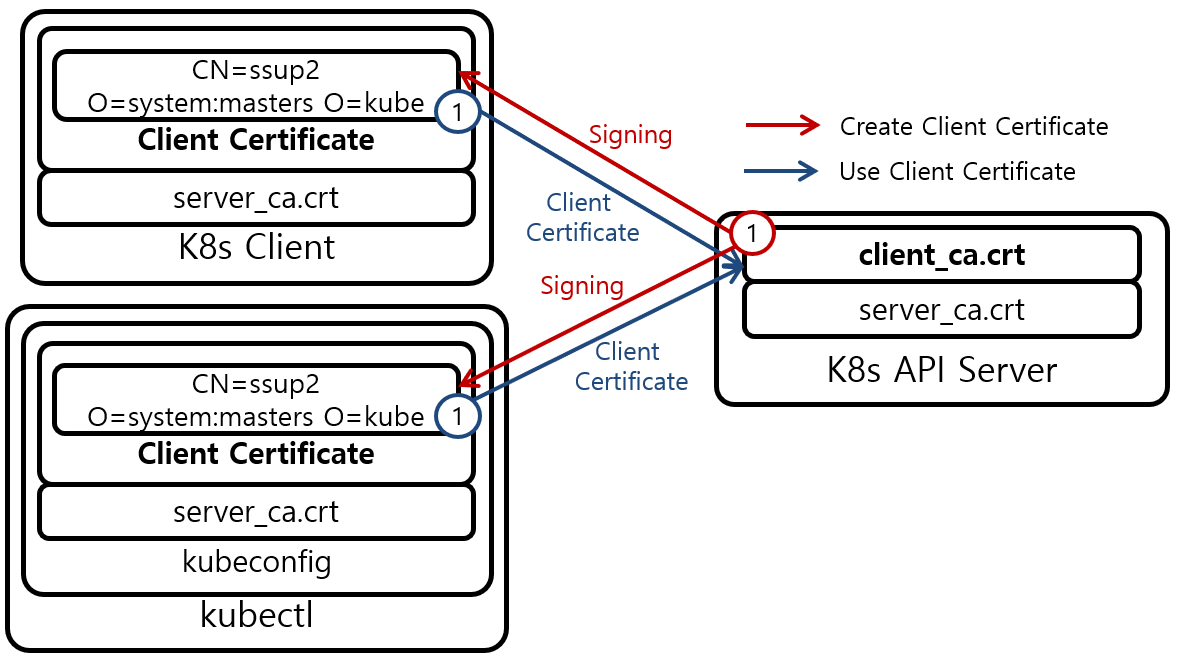 CN=ssup2
O=system:masters O=kube
1
Client Certificate
server_ca.crt
K8s Client
Signing
Client
Certificate
Create Client Certificate
Use Client Certificate
1
client_ca.crt
server_ca.crt
K8s API Server
Signing
Client
Certificate
CN=ssup2
O=system:masters O=kube
1
Client Certificate
server_ca.crt
kubeconfig
kubectl